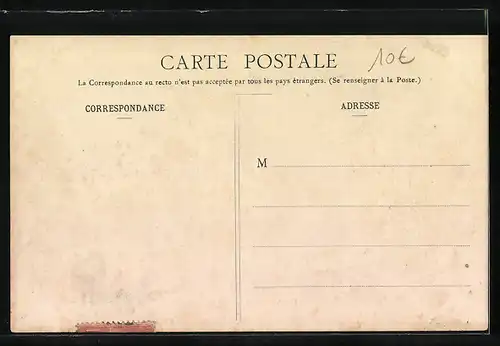 CARTE POSTALE
10€
La Correspondance au recto n'est pas acceptée par tous les pays étrangers. (Se renseigner à la Poste.)
CORRESPONDANCE
ADRESSE
M